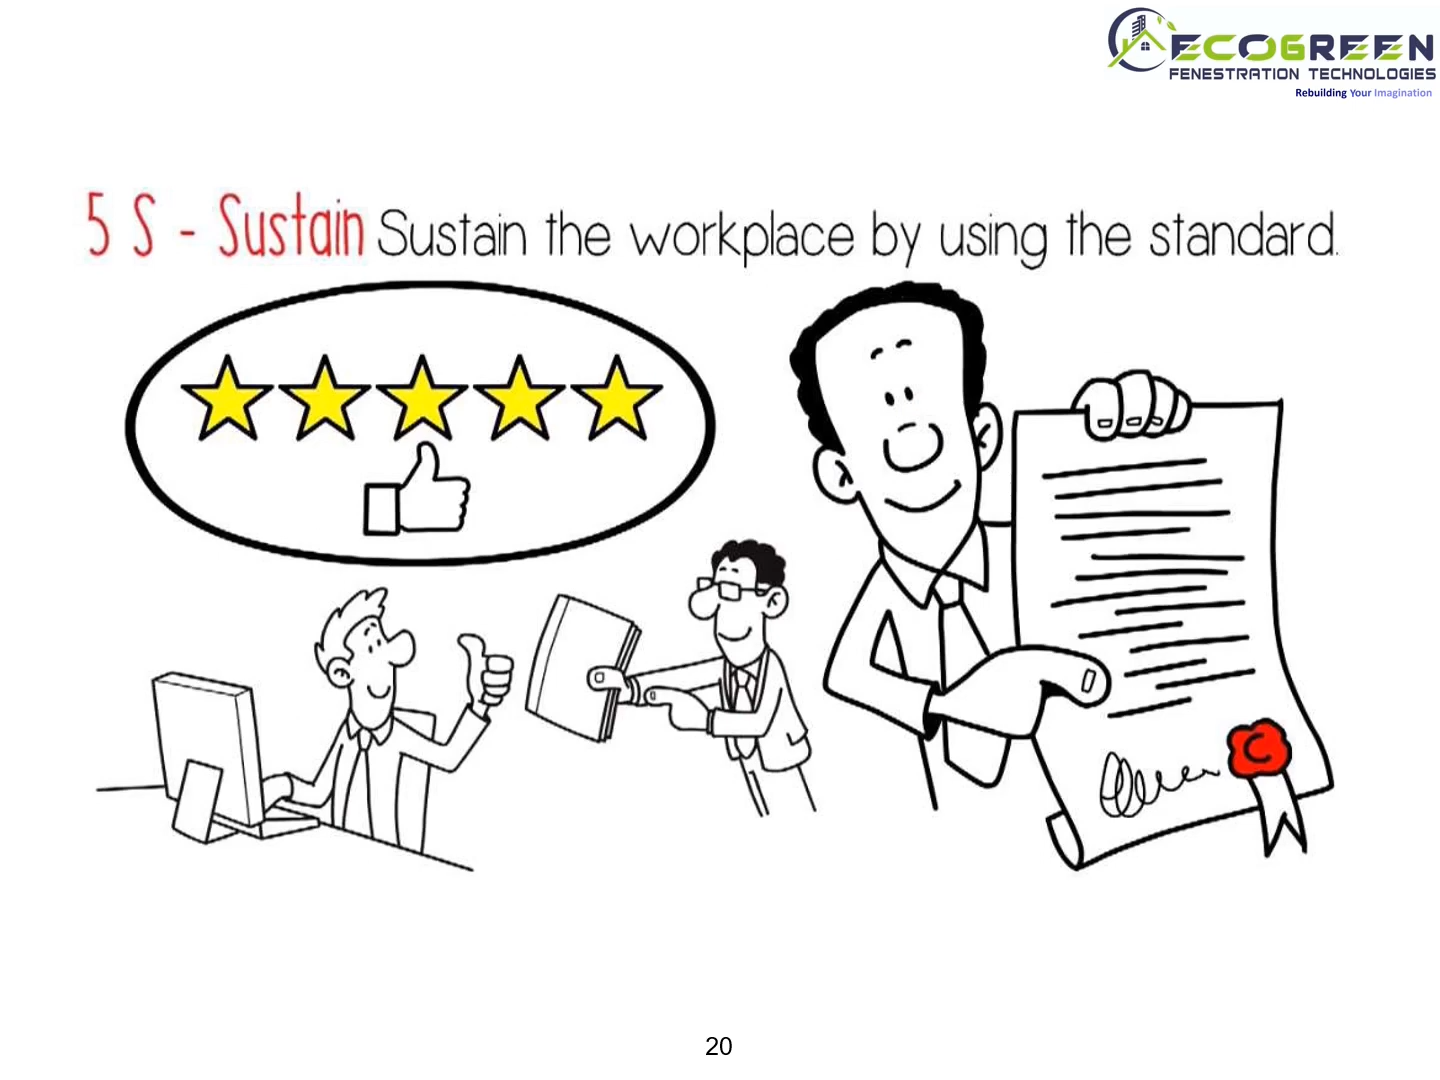 ECOGREEN
FENESTRATION TECHNOLOGIES
Rebuilding Your Imagination
5 S - Sustain Sustain the workplace by using the standard.
C
20